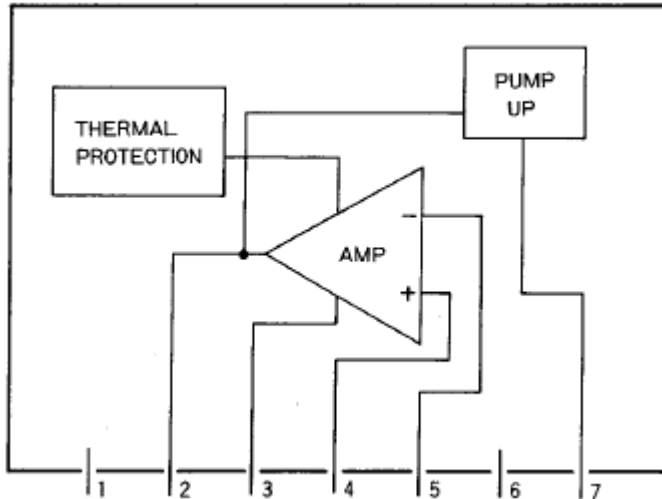 PUMP
UP
THERMAL
PROTECTION
−
AMP
+
1 2 3 4 5 6 7